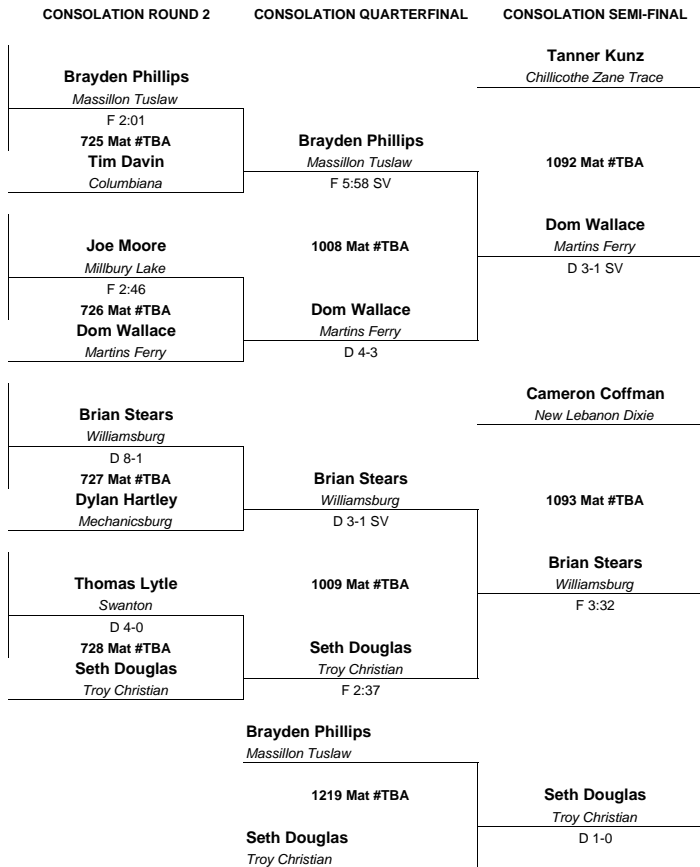 CONSOLATION ROUND 2
CONSOLATION QUARTERFINAL
CONSOLATION SEMI-FINAL
Brayden Phillips
Massillon Tuslaw
F 2:01
725 Mat #TBA
Tim Davin
Columbiana
Joe Moore
Millbury Lake
F 2:46
726 Mat #TBA
Dom Wallace
Martins Ferry
Brian Stears
Williamsburg
D 8-1
727 Mat #TBA
Dylan Hartley
Mechanicsburg
Thomas Lytle
Swanton
D 4-0
728 Mat #TBA
Seth Douglas
Troy Christian
Brayden Phillips
Massillon Tuslaw
F 5:58 SV
1008 Mat #TBA
Dom Wallace
Martins Ferry
D 4-3
Brian Stears
Williamsburg
D 3-1 SV
1009 Mat #TBA
Seth Douglas
Troy Christian
F 2:37
Tanner Kunz
Chillicothe Zane Trace
1092 Mat #TBA
Dom Wallace
Martins Ferry
D 3-1 SV
Cameron Coffman
New Lebanon Dixie
1093 Mat #TBA
Brian Stears
Williamsburg
F 3:32
Brayden Phillips
Massillon Tuslaw
1219 Mat #TBA
Seth Douglas
Troy Christian
Seth Douglas
Troy Christian
D 1-0